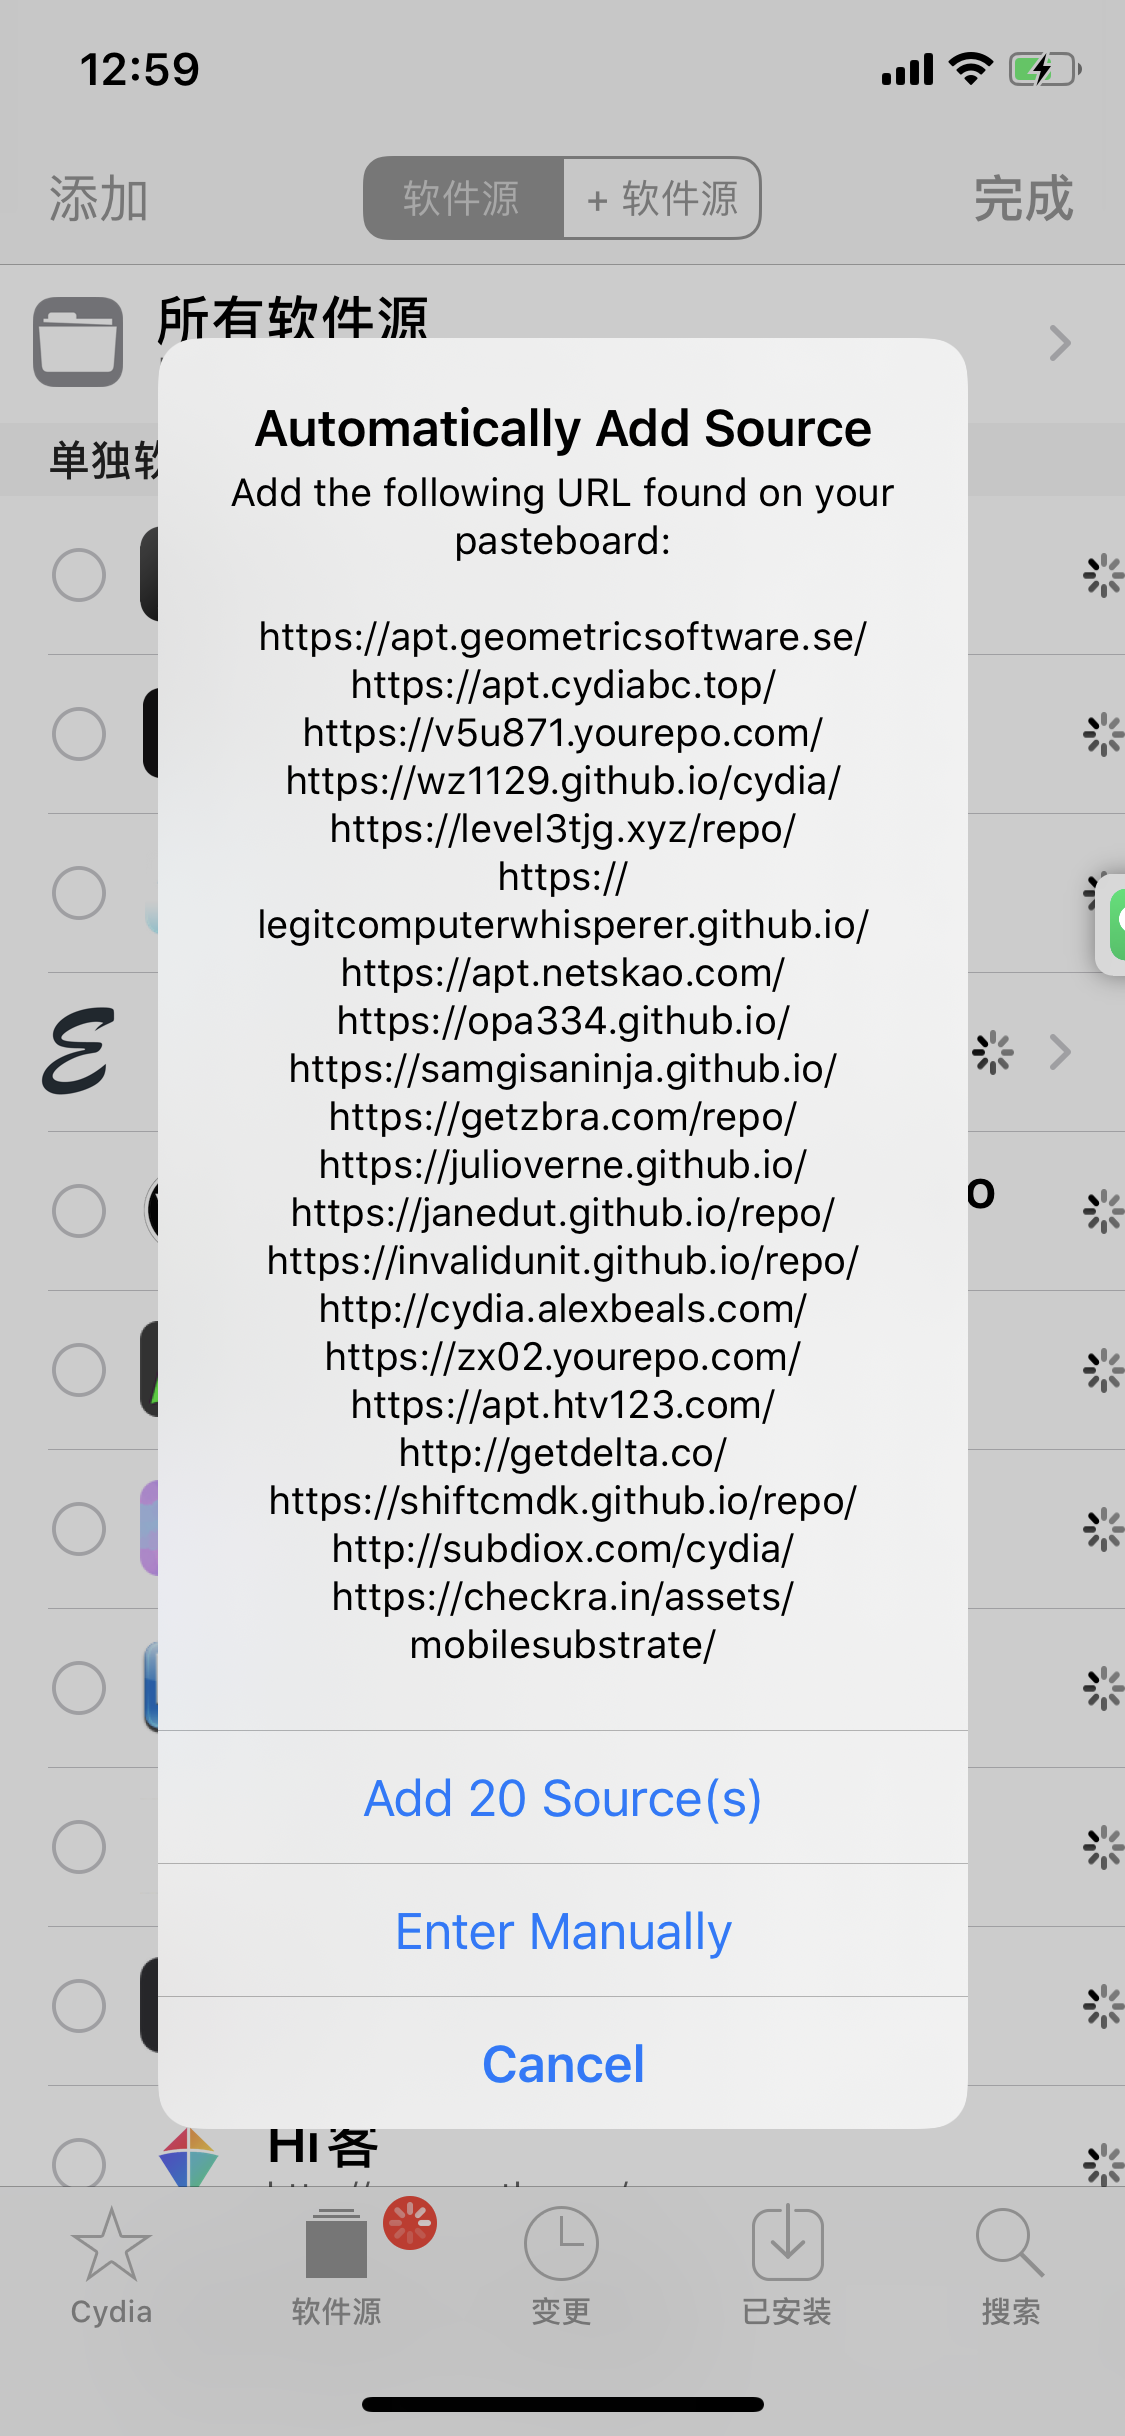 12:59
添加
软件源
+ 软件源
完成
所有软件源
单独软
Automatically Add Source
Add the following URL found on your
pasteboard:
https://apt.geometricsoftware.se/
https://apt.cydiabc.top/
https://v5u871.yourepo.com/
https://wz1129.github.io/cydia/
https://level3tjg.xyz/repo/
https://
legitcomputerwhisperer.github.io/
https://apt.netskao.com/
https://opa334.github.io/
https://samgisaninja.github.io/
https://getzbra.com/repo/
https://julioverne.github.io/
https://janedut.github.io/repo/
https://invalidunit.github.io/repo/
http://cydia.alexbeals.com/
https://zx02.yourepo.com/
https://apt.htv123.com/
http://getdelta.co/
https://shiftcmdk.github.io/repo/
http://subdiox.com/cydia/
https://checkra.in/assets/
mobilesubstrate/
o
Add 20 Source(s)
Enter Manually
Cancel
Hi客
Cydia
软件源
变更
已安装
搜索